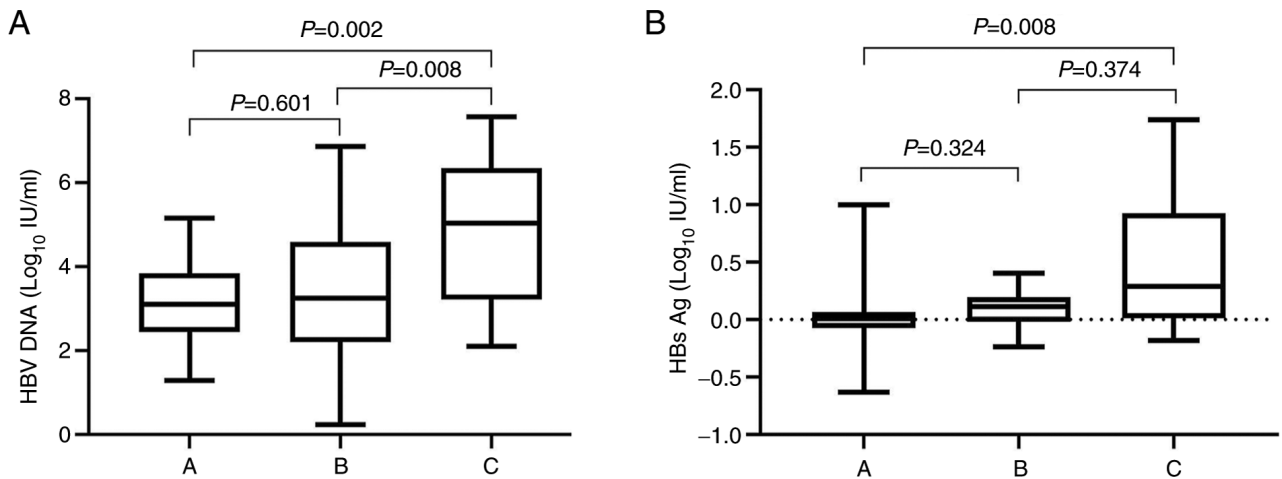 A
P=0.002
P=0.008
P=0.601
HBV DNA (Log10 IU/ml)
8
6
4
2
0
A B C
B
P=0.008
P=0.374
P=0.324
HBs Ag (Log10 IU/ml)
2.0
1.5
1.0
0.5
0.0
−0.5
−1.0
A B C